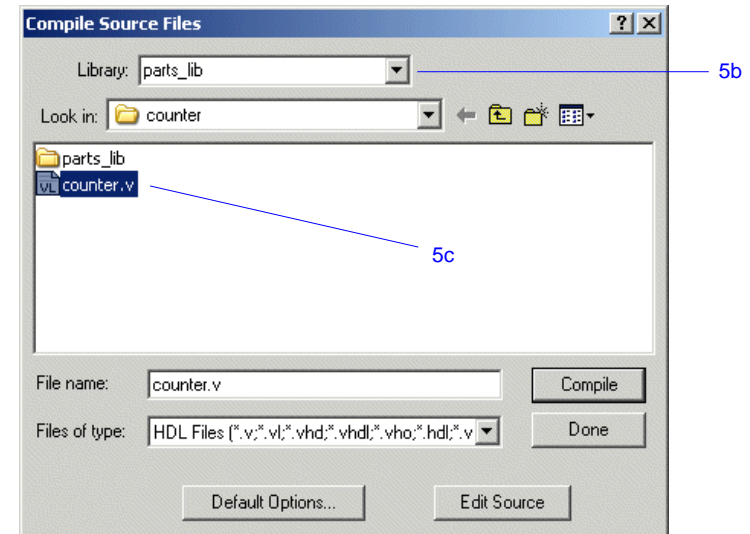 Compile Source Files
Library: parts_lib
5b
Look in: counter
parts_lib
VL counter.v
5c
File name: counter.v Compile
Files of type: HDL Files (*.v;*.vl;*.vhd;*.vhdl;*.vho;*.hdl;*.v Done
Default Options... Edit Source